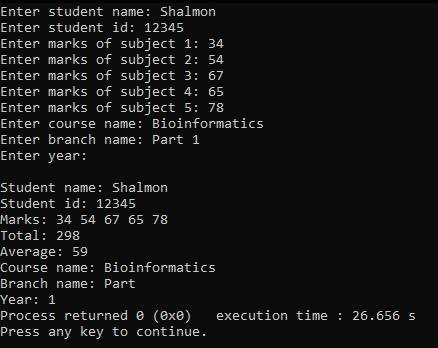 Enter student name: Shalmon
Enter student id: 12345
Enter marks of subject 1: 34
Enter marks of subject 2: 54
Enter marks of subject 3: 67
Enter marks of subject 4: 65
Enter marks of subject 5: 78
Enter course name: Bioinformatics
Enter branch name: Part 1
Enter year:
Student name: Shalmon
Student id: 12345
Marks: 34 54 67 65 78
Total: 298
Average: 59
Course name: Bioinformatics
Branch name: Part
Year: 1
Process returned 0 (0x0)   execution time : 26.656 s
Press any key to continue.